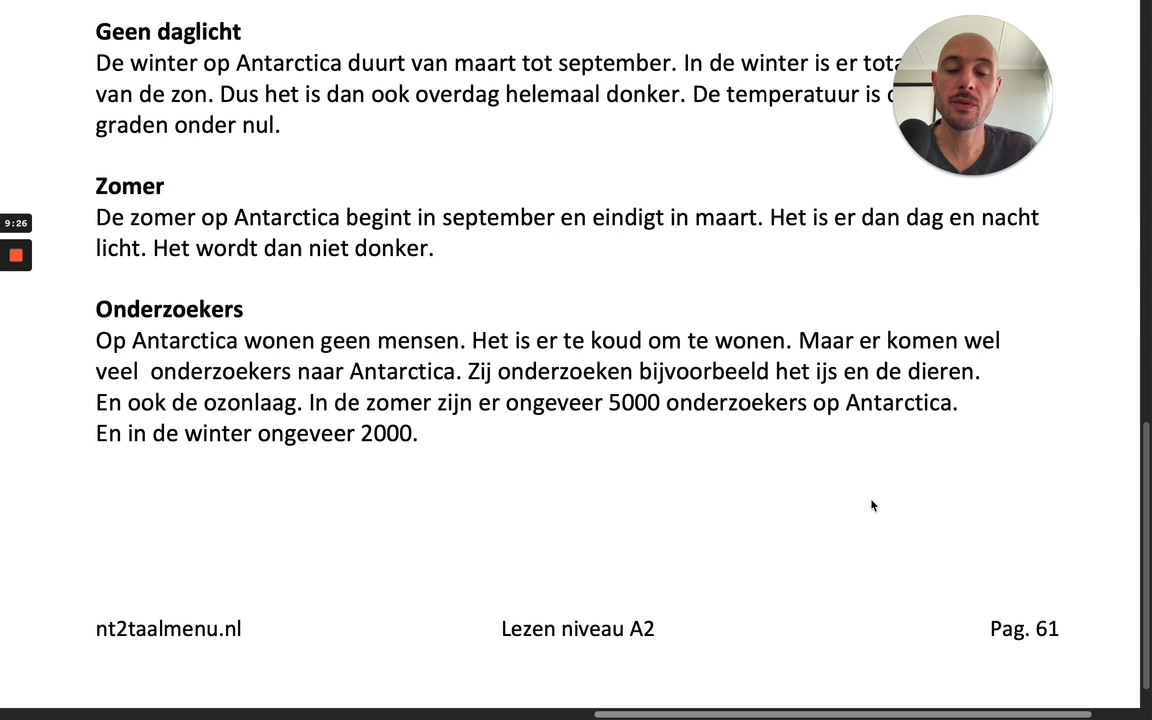 Geen daglicht
De winter op Antarctica duurt van maart tot september. In de winter is er
van de zon. Dus het is dan ook overdag helemaal donker. De temperatuur is
graden onder nul.
Zomer
De zomer op Antarctica begint in september en eindigt in maart. Het is er dan dag en nacht
licht. Het wordt dan niet donker.
9:26
Onderzoekers
Op Antarctica wonen geen mensen. Het is er te koud om te wonen. Maar er komen wel
veel  onderzoekers naar Antarctica. Zij onderzoeken bijvoorbeeld het ijs en de dieren.
En ook de ozonlaag. In de zomer zijn er ongeveer 5000 onderzoekers op Antarctica.
En in de winter ongeveer 2000.
nt2taalmenu.nl Lezen niveau A2 Pag. 61